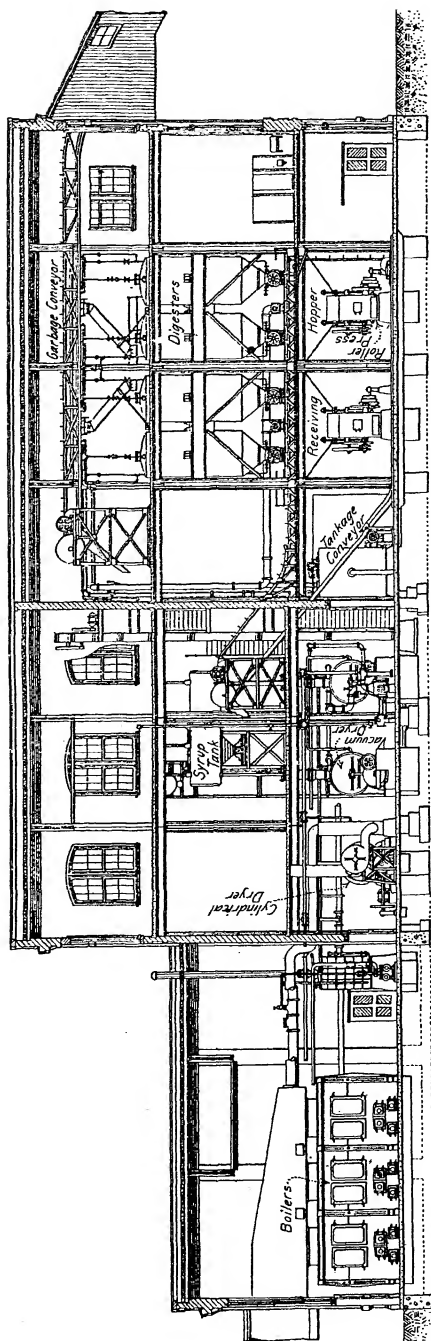 Garbage Conveyor
Digesters
Receiving Hopper
Roller
Press
Tankage
Conveyor
Syrup
Tank
Vacuum
Dryer
Cylindrical
Dryer
Boilers